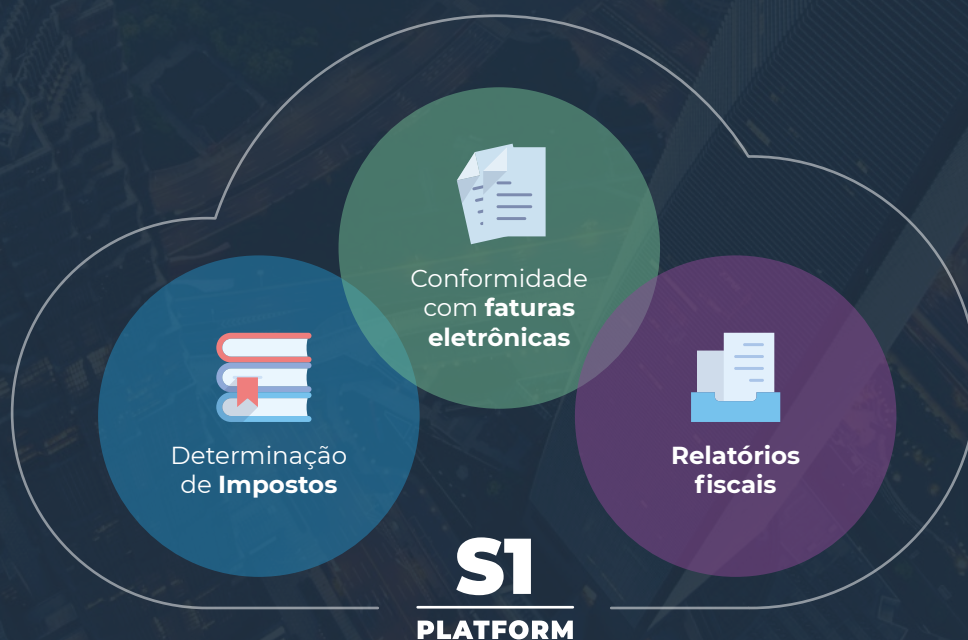 Conformidade
com faturas
eletrônicas
Determinação
de Impostos
Relatórios
fiscais
S1
PLATFORM